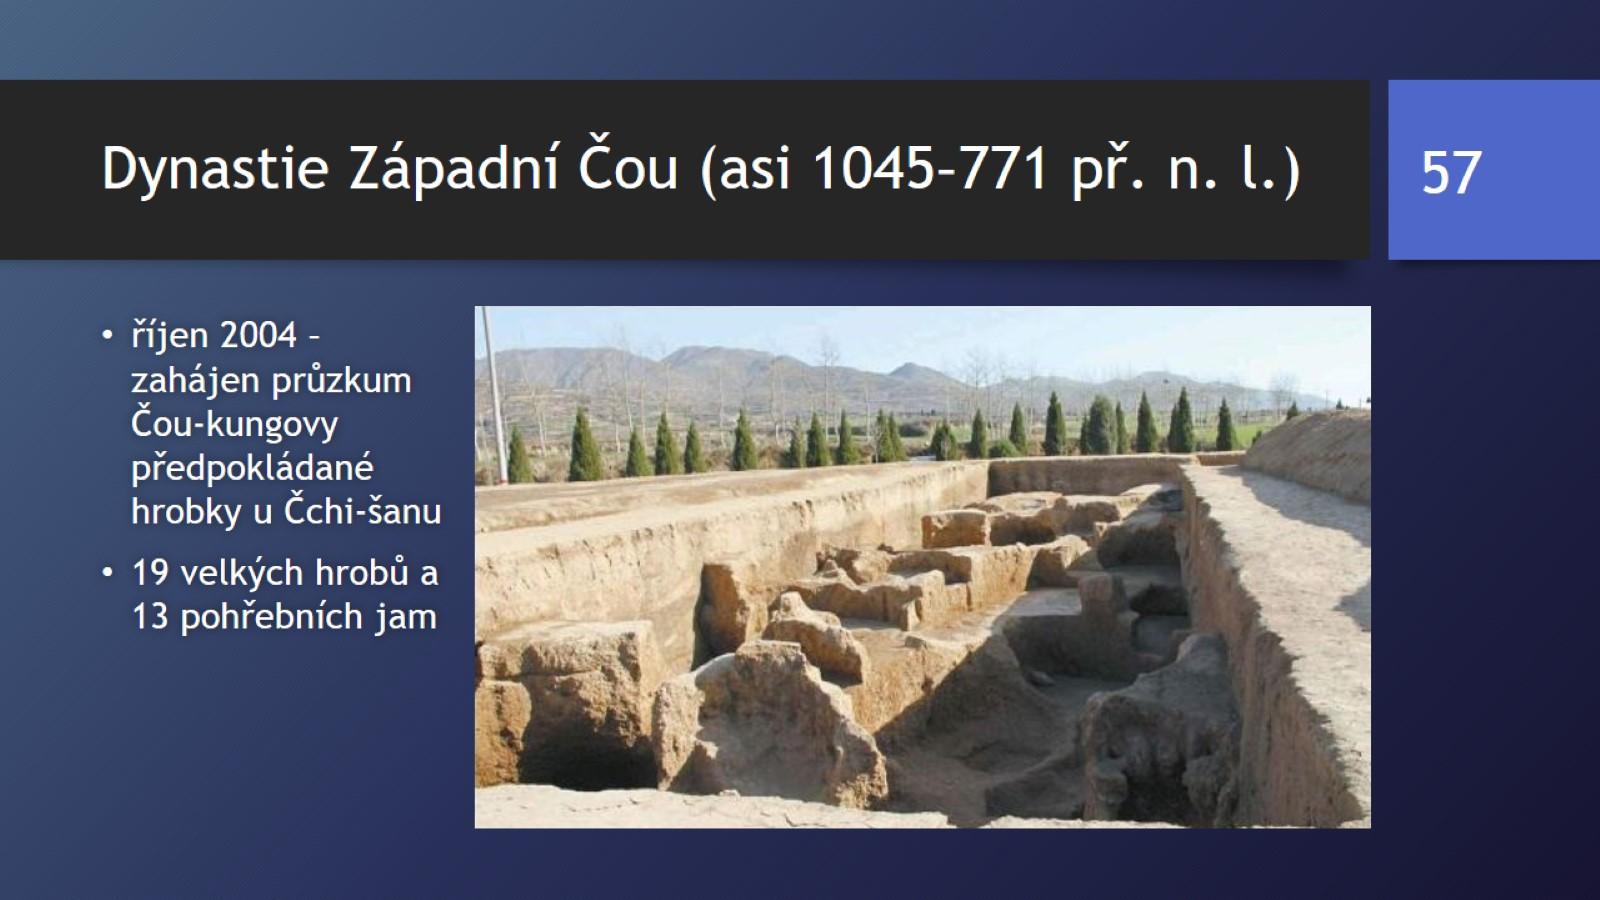 Dynastie Západní Čou (asi 1045–771 př. n. l.)
57
• říjen 2004 –
zahájen průzkum
Čou-kungovy
předpokládané
hrobky u Čchi-šanu
• 19 velkých hrobů a
13 pohřebních jam